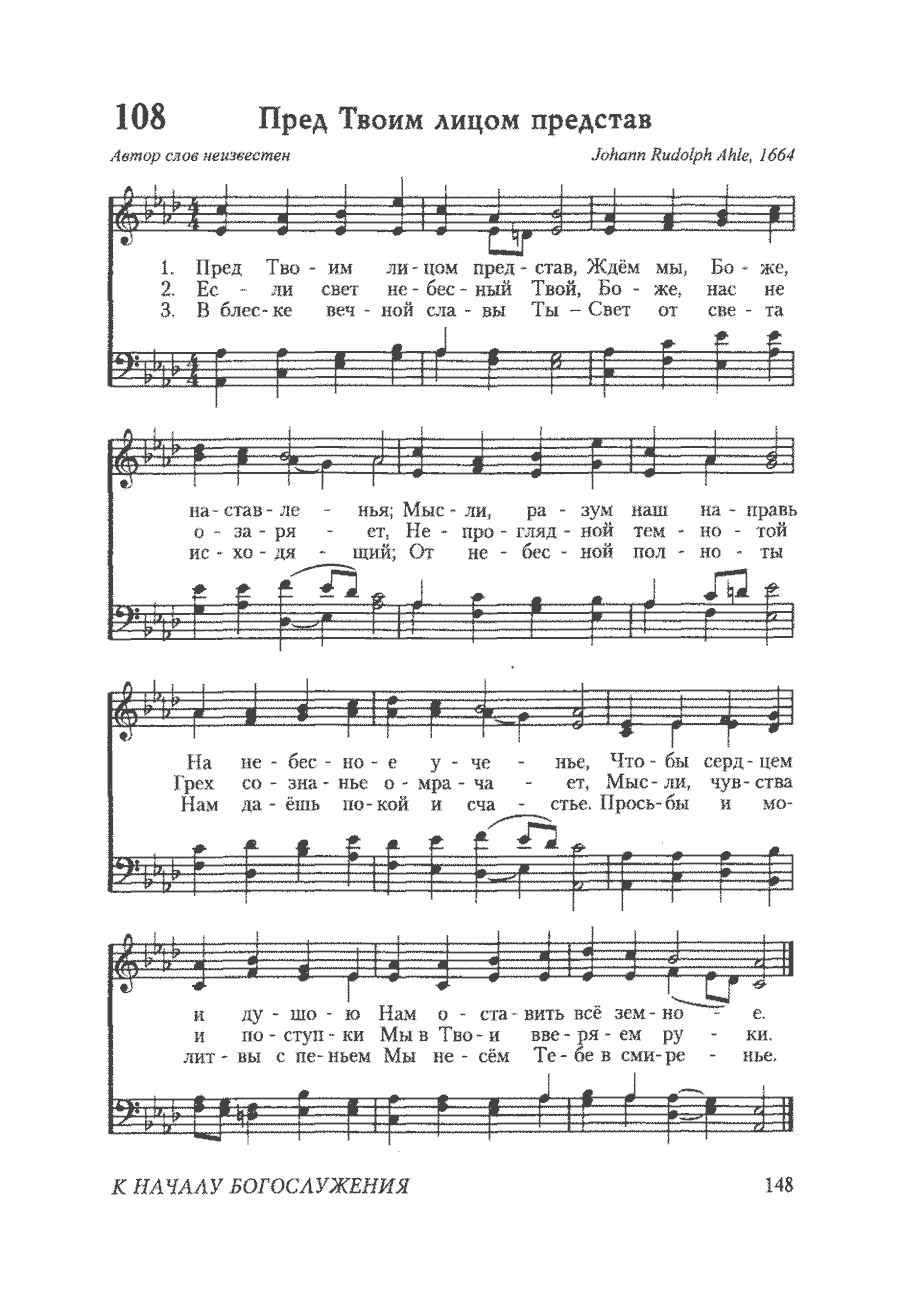 108 Пред Твоим лицом представ
Автор слов неизвестен Johann Rudolph Ahle, 1664
1. Пред Тво - им ли - цом пред - став, Ждём мы, Бо - же,
2. Ес - ли свет не - бес - ный Твой, Бо - же, нас не
3. В блес - ке веч - ной сла - вы Ты – Свет от све - та
на - став - ле - нья; Мыс - ли, ра - зум наш на - правь
о - за - ря - ет, Не - про - гляд - ной тем - но - той
ис - хо - дя - щий; От не - бес - ной пол - но - ты
На не - бес - но - е у - че - нье, Что - бы серд - цем
Грех со - зна - нье о - мра - ча - ет, Мыс - ли, чув - ства
Нам да - ёшь по - кой и сча - стье. Прось - бы и мо-
и ду - шо - ю Нам о - ста - вить всё зем - но - е.
и по - ступ - ки Мы в Тво - и вве - ря - ем ру - ки.
лит - вы с пе - ньем Мы не - сём Те - бе в сми - ре - нье.
К НАЧАЛУ БОГОСЛУЖЕНИЯ 148